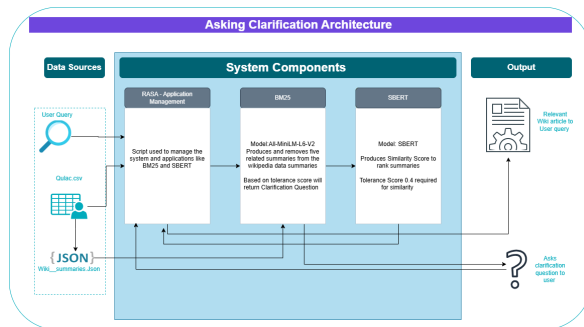 Asking Clarification Architecture
Data Sources
System Components
Output
User Query
Qulac.csv
{JSON}
Wiki__summaries.Json
RASA - Application
Management
Script used to manage the
system and applications like
BM25 and SBERT
BM25
Model:All-MiniLM-L6-V2
Produces and removes five
related summaries from the
wikipedia data summaries
Based on tolerance score will
return Clarification Question
SBERT
Model: SBERT
Produces Similarity Score to
rank summaries
Tolerance Score 0.4 required
for similarity
Relevant
Wiki article to
User query
?
Asks
clarification
question to
user